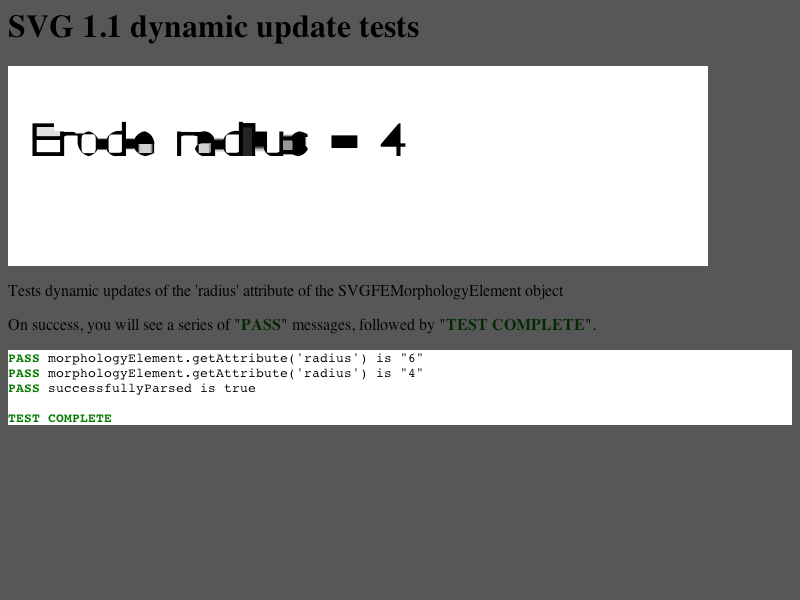 SVG 1.1 dynamic update tests
Erode radius = 4
Tests dynamic updates of the 'radius' attribute of the SVGFEMorphologyElement object
On success, you will see a series of "PASS" messages, followed by "TEST COMPLETE".
PASS morphologyElement.getAttribute('radius') is "6"
PASS morphologyElement.getAttribute('radius') is "4"
PASS successfullyParsed is true
TEST COMPLETE